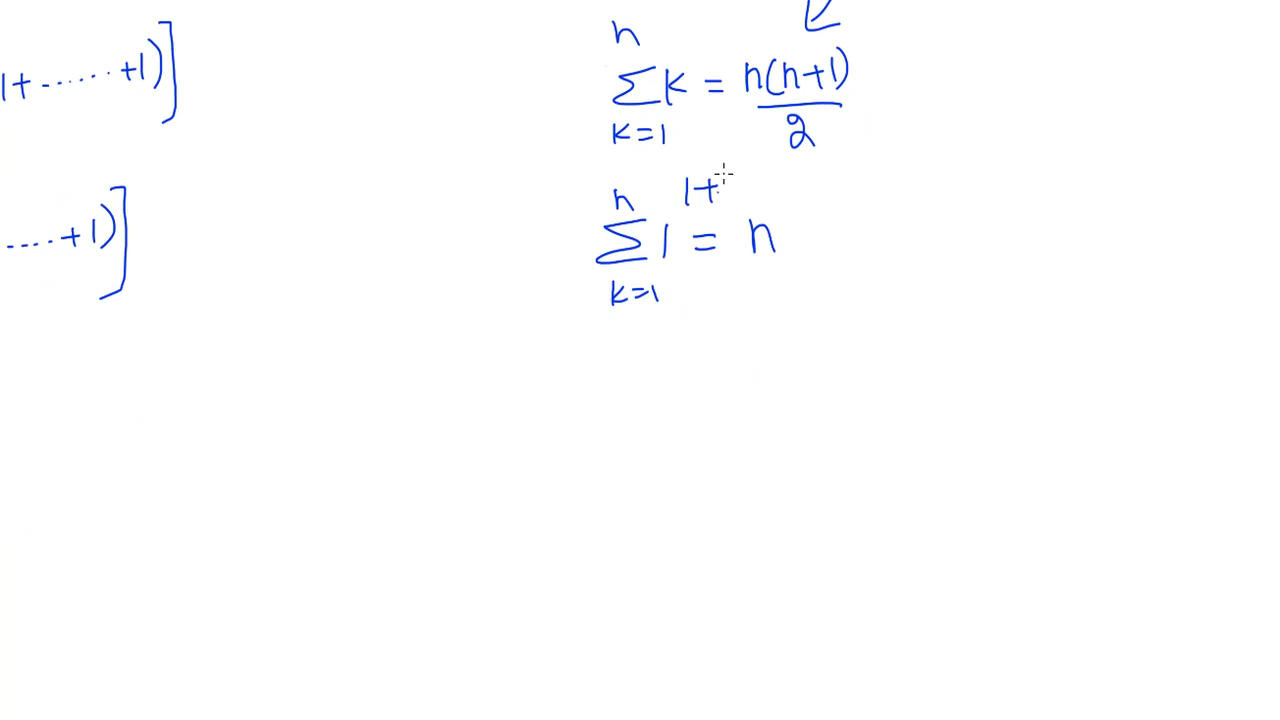 1+ ...... +1)]
n
∑ k = n(n+1)
k=1 2
1+
n
.... +1)]
∑ 1 = n
k=1